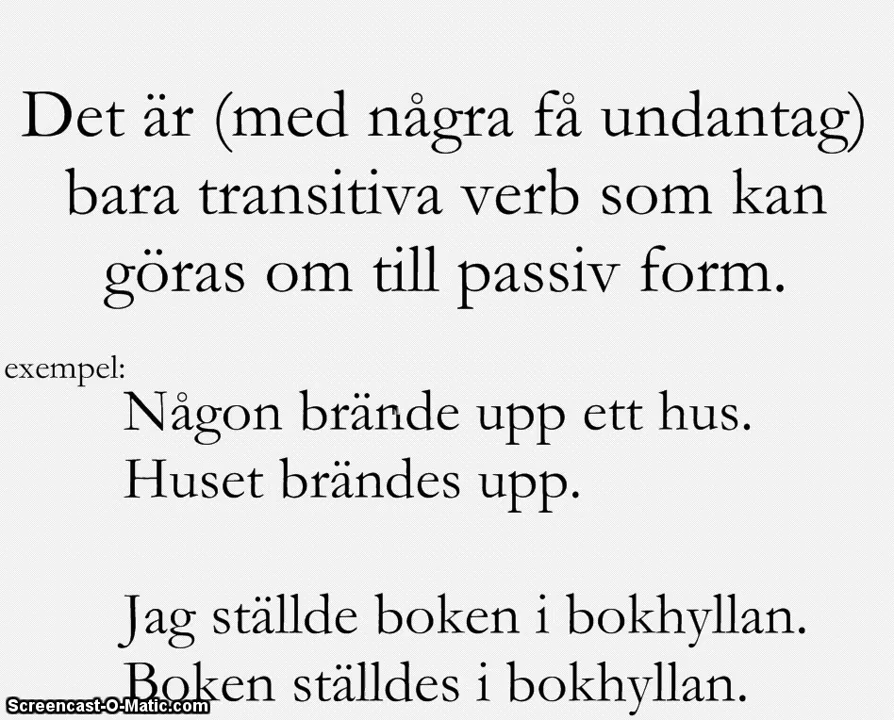 Det är (med några få undantag)
bara transitiva verb som kan
göras om till passiv form.
exempel:
Någon brände upp ett hus.
Huset brändes upp.
Jag ställde boken i bokhyllan.
Boken ställdes i bokhyllan.
Screencast-O-Matic.com